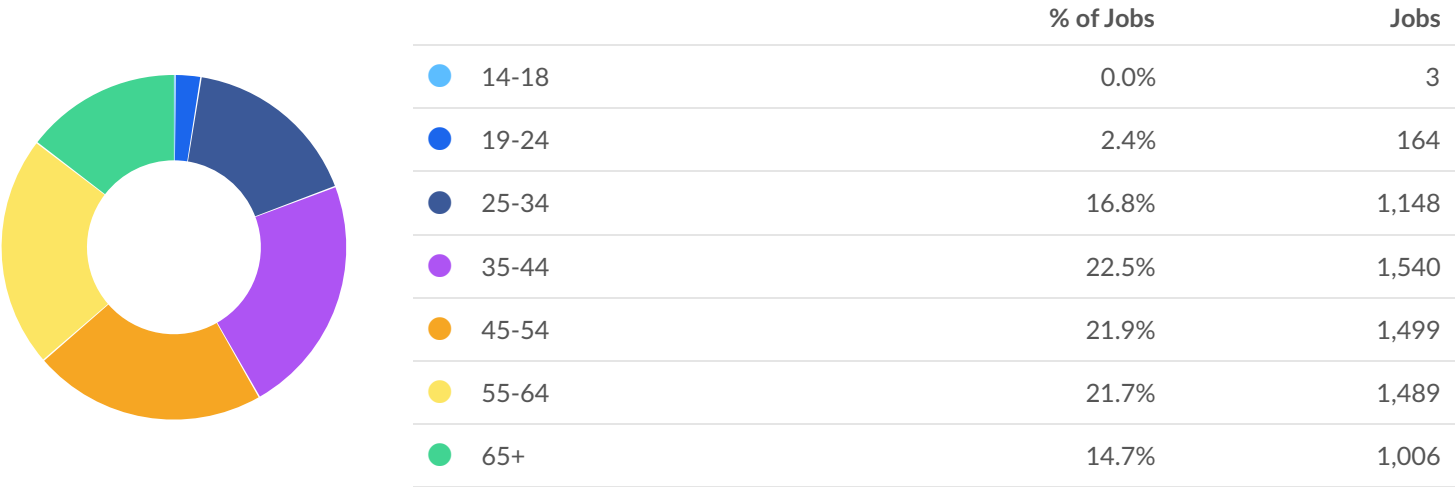 % of Jobs Jobs
14-18 0.0% 3
19-24 2.4% 164
25-34 16.8% 1,148
35-44 22.5% 1,540
45-54 21.9% 1,499
55-64 21.7% 1,489
65+ 14.7% 1,006